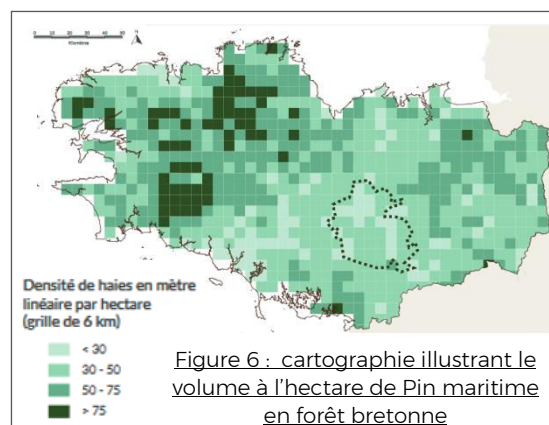 Densité de haies en mètre
linéaire par hectare
(grille de 6 km)
< 30
30 - 50
50 - 75
> 75
Figure 6 : cartographie illustrant le
volume à l'hectare de Pin maritime
en forêt bretonne